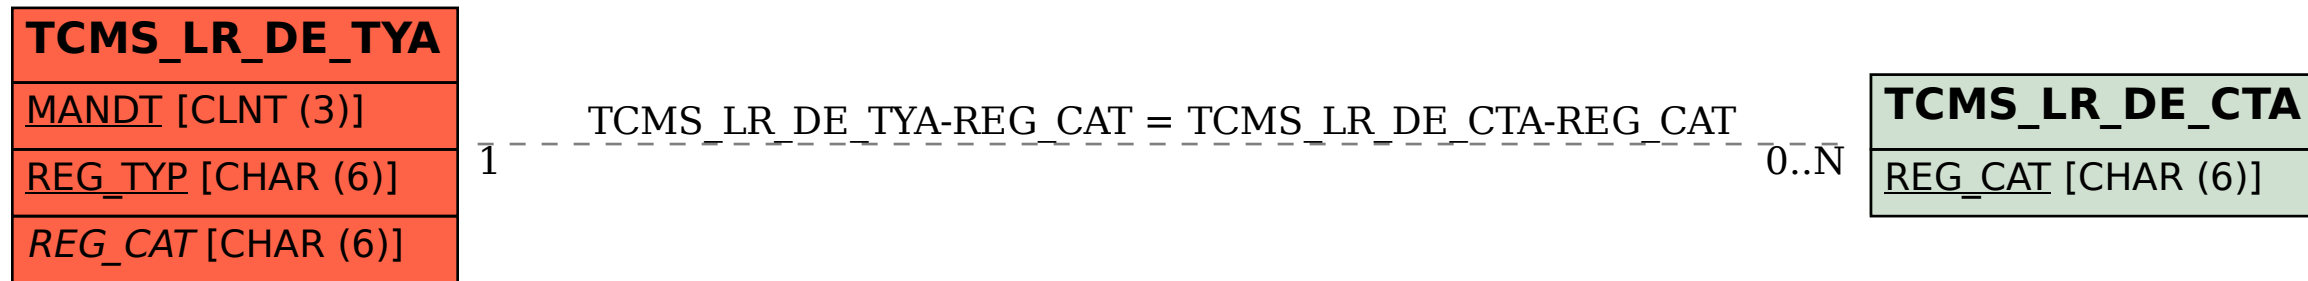 TCMS_LR_DE_TYA
MANDT [CLNT (3)]
REG_TYP [CHAR (6)]
REG_CAT [CHAR (6)]
TCMS_LR_DE_TYA-REG_CAT = TCMS_LR_DE_CTA-REG_CAT
1
0..N
TCMS_LR_DE_CTA
REG_CAT [CHAR (6)]